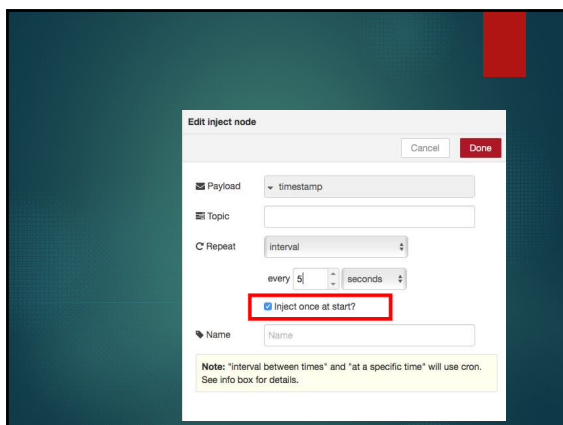 Edit inject node
Cancel Done
Payload timestamp
Topic
Repeat interval
every 5 seconds
Inject once at start?
Name Name
Note: "interval between times" and "at a specific time" will use cron.
See info box for details.